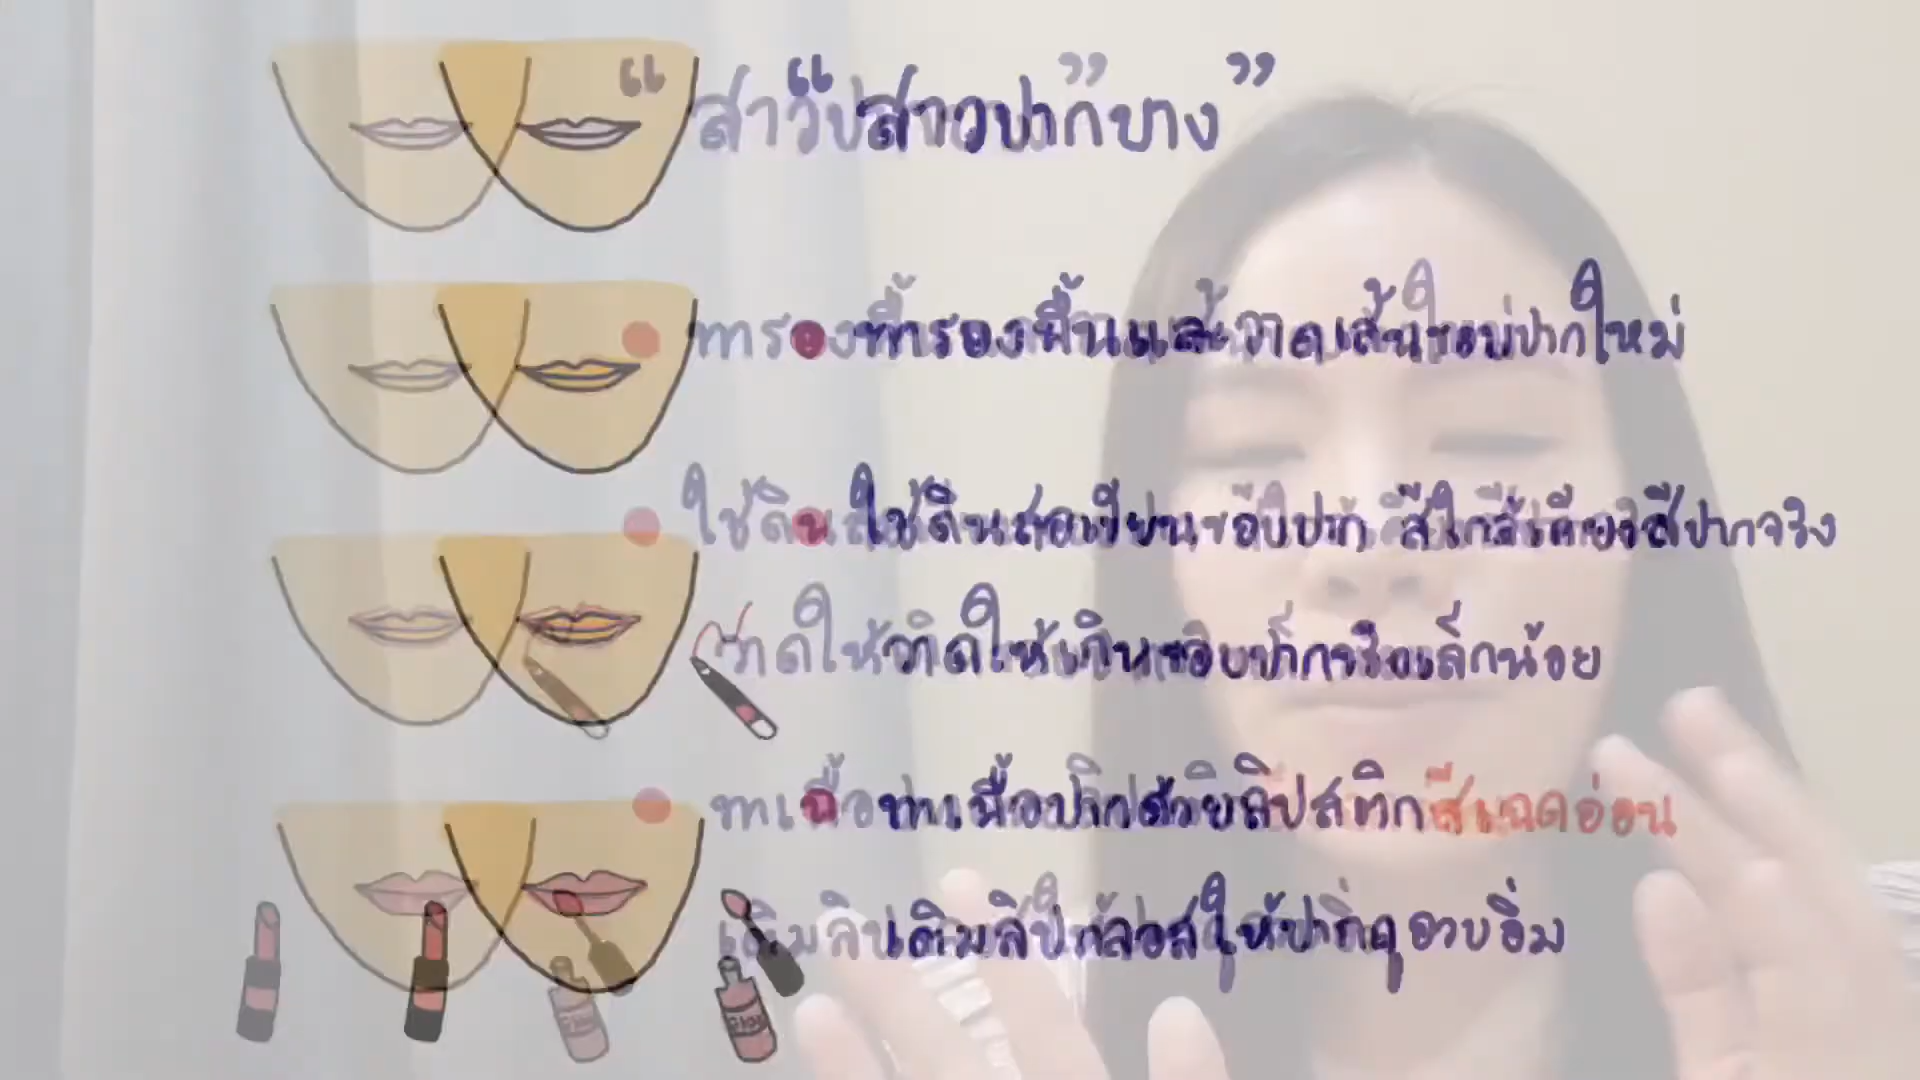 “สาวปากบาง”
ทารองพื้นและวาดเส้นขอบปากใหม่
ใช้ดินสอเขียนขอบปาก สีใกล้เคียงสีปากจริง
วาดให้เกินขอบปากจริงเล็กน้อย
ทาเนื้อปากด้วยลิปสติกสีเฉดอ่อน
เติมลิปกลอสให้ปากดูอวบอิ่ม